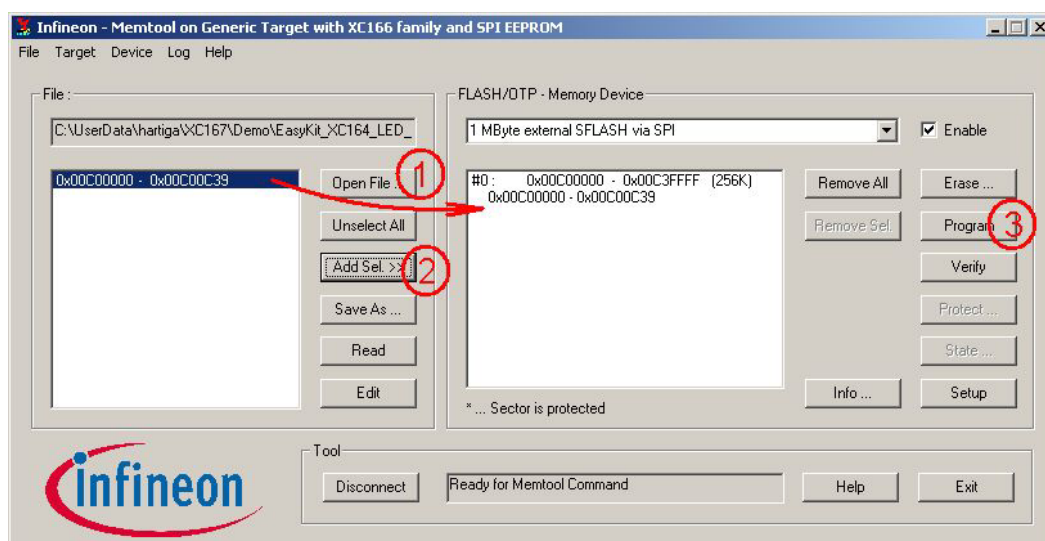 Infineon - Memtool on Generic Target with XC166 family and SPI EEPROM
File Target Device Log Help
File :
C:\UserData\hartiga\XC167\Demo\EasyKit_XC164_LED_
0x00C00000 - 0x00C00C39
Open File ...
1
Unselect All
Add Sel. >>
2
Save As ...
Read
Edit
FLASH/OTP - Memory Device
1 MByte external SFLASH via SPI
Enable
#0 : 0x00C00000 - 0x00C3FFFF (256K)
0x00C00000 - 0x00C00C39
* ... Sector is protected
Remove All
Remove Sel.
Info ...
Erase ...
Program
3
Verify
Protect ...
State ...
Setup
infineon
Tool
Disconnect
Ready for Memtool Command
Help
Exit